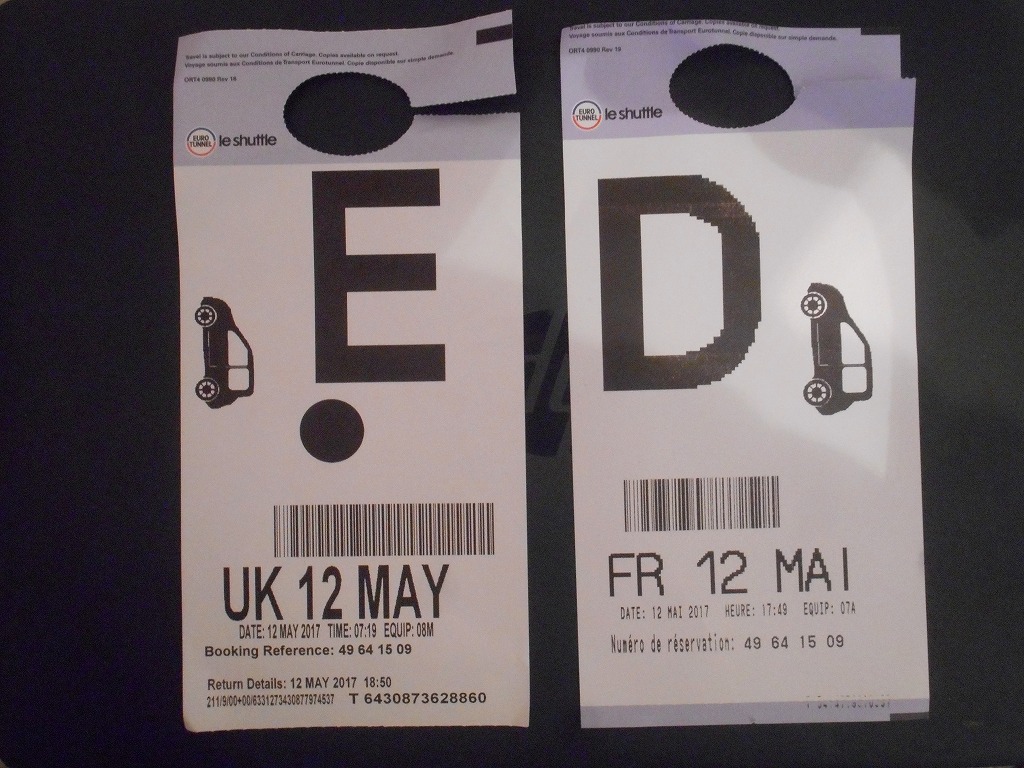 travel is subject to our Conditions of Carriage. Copies available on request.
Voyage soumis aux Conditions de Transport Eurotunnel. Copie disponible sur simple demande.
ORT4 0990 Rev 18
EURO
TUNNEL
le shuttle
E
UK 12 MAY
DATE: 12 MAY 2017 TIME: 07:19 EQUIP: 08M
Booking Reference: 49 64 15 09
Return Details: 12 MAY 2017 18:50
211/9/00+00/6331273430877974537 T 6430873628860
travel is subject to our Conditions of Carriage. Copies available on request.
Voyage soumis aux Conditions de Transport Eurotunnel. Copie disponible sur simple demande.
ORT4 0990 Rev 18
EURO
TUNNEL
le shuttle
D
FR 12 MAI
DATE: 12 MAI 2017 HEURE: 17:49 EQUIP: 07A
Numéro de réservation: 49 64 15 09